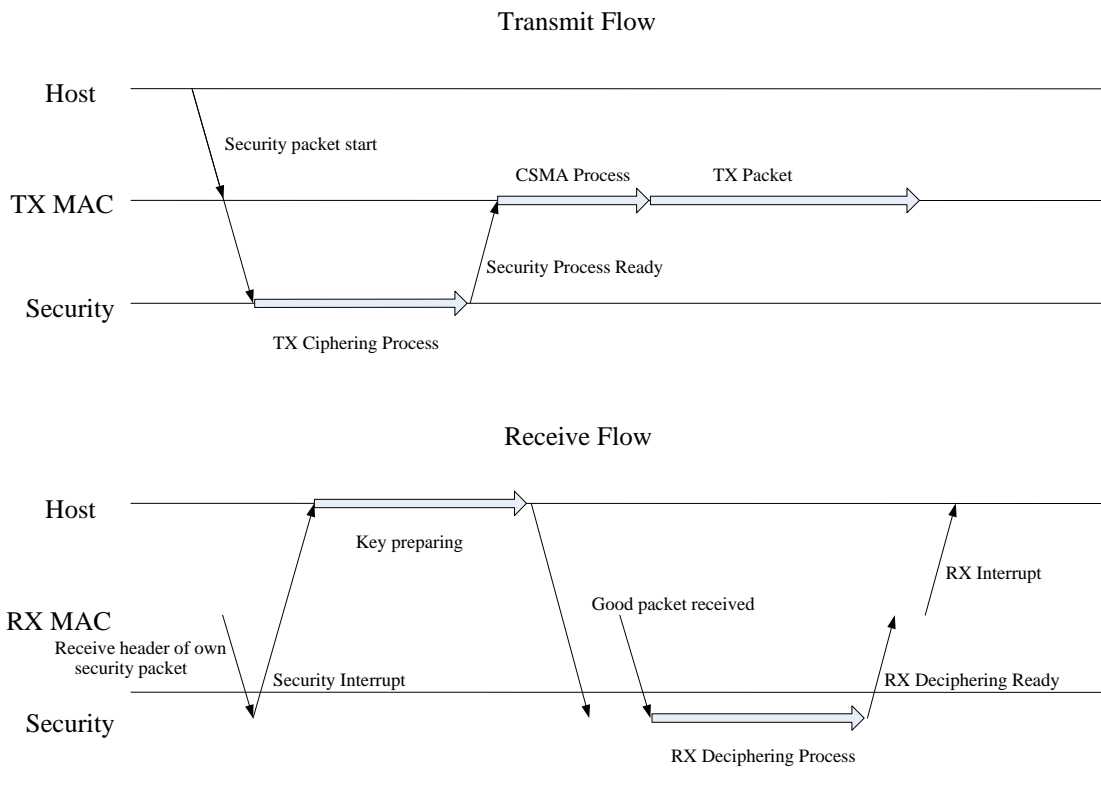 Transmit Flow
Host
Security packet start
CSMA Process
TX Packet
TX MAC
Security Process Ready
Security
TX Ciphering Process
Receive Flow
Host
Key preparing
RX Interrupt
Good packet received
RX MAC
Receive header of own
security packet
Security Interrupt
RX Deciphering Ready
Security
RX Deciphering Process